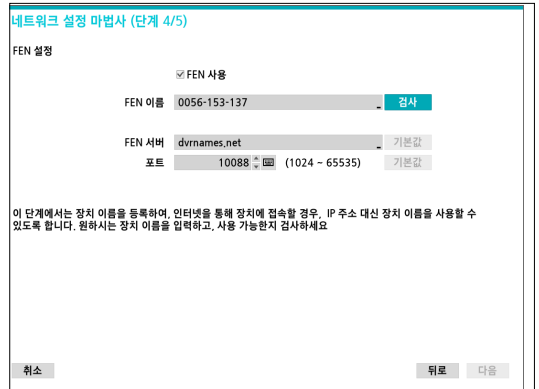 네트워크 설정 마법사 (단계 4/5)
FEN 설정
FEN 사용
FEN 이름 0056-153-137 검사
FEN 서버 dvrnames.net 기본값
포트 10088 (1024 ~ 65535) 기본값
이 단계에서는 장치 이름을 등록하여, 인터넷을 통해 장치에 접속할 경우, IP 주소 대신 장치 이름을 사용할 수
있도록 합니다. 원하시는 장치 이름을 입력하고, 사용 가능한지 검사하세요
취소 뒤로 다음